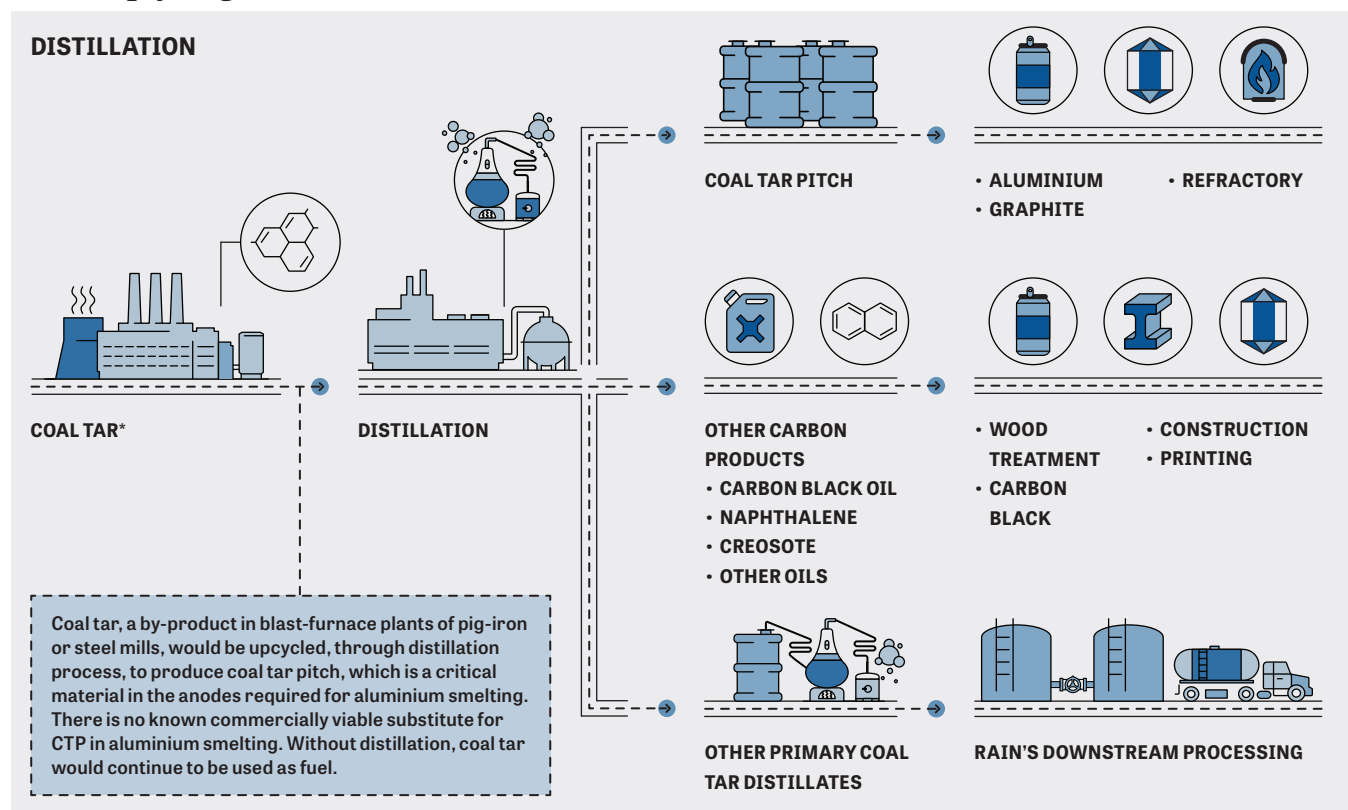 DISTILLATION
COAL TAR PITCH
• ALUMINIUM
• GRAPHITE
• REFRACTORY
COAL TAR*
DISTILLATION
OTHER CARBON
PRODUCTS
• CARBON BLACK OIL
• NAPHTHALENE
• CREOSOTE
• OTHER OILS
• WOOD
TREATMENT
• CARBON
BLACK
• CONSTRUCTION
• PRINTING
Coal tar, a by-product in blast-furnace plants of pig-iron
or steel mills, would be upcycled, through distillation
process, to produce coal tar pitch, which is a critical
material in the anodes required for aluminium smelting.
There is no known commercially viable substitute for
CTP in aluminium smelting. Without distillation, coal tar
would continue to be used as fuel.
OTHER PRIMARY COAL
TAR DISTILLATES
RAIN'S DOWNSTREAM PROCESSING